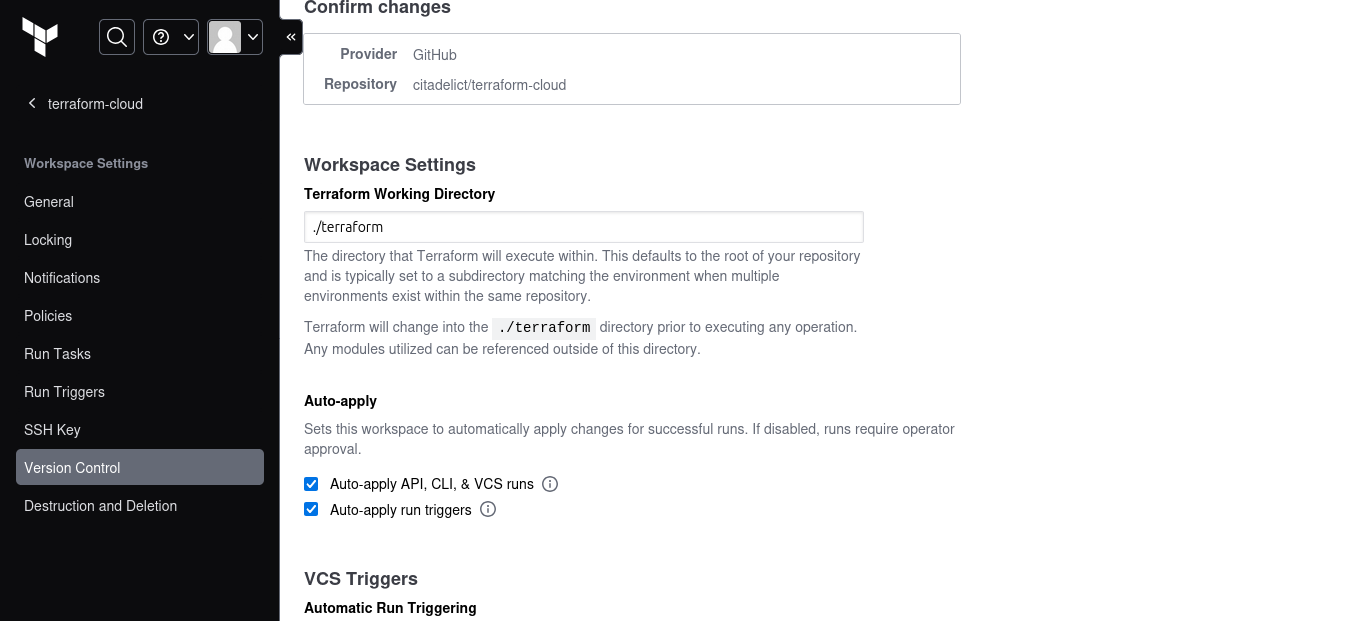 terraform-cloud
Workspace Settings
General
Locking
Notifications
Policies
Run Tasks
Run Triggers
SSH Key
Version Control
Destruction and Deletion
Confirm changes
Provider GitHub
Repository citadelict/terraform-cloud
Workspace Settings
Terraform Working Directory
./terraform
The directory that Terraform will execute within. This defaults to the root of your repository
and is typically set to a subdirectory matching the environment when multiple
environments exist within the same repository.
Terraform will change into the ./terraform directory prior to executing any operation.
Any modules utilized can be referenced outside of this directory.
Auto-apply
Sets this workspace to automatically apply changes for successful runs. If disabled, runs require operator
approval.
Auto-apply API, CLI, & VCS runs
Auto-apply run triggers
VCS Triggers
Automatic Run Triggering